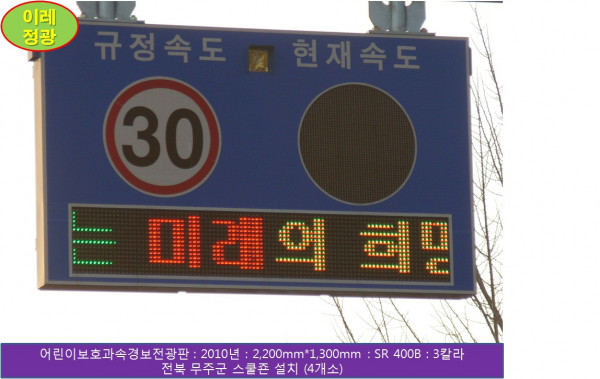 이레
정광
규정속도 현재속도
30
미래의 희
어린이보호과속경보전광판 : 2010년 : 2,200mm*1,300mm : SR 400B : 3칼라
전북 무주군 스쿨죤 설치 (4개소)